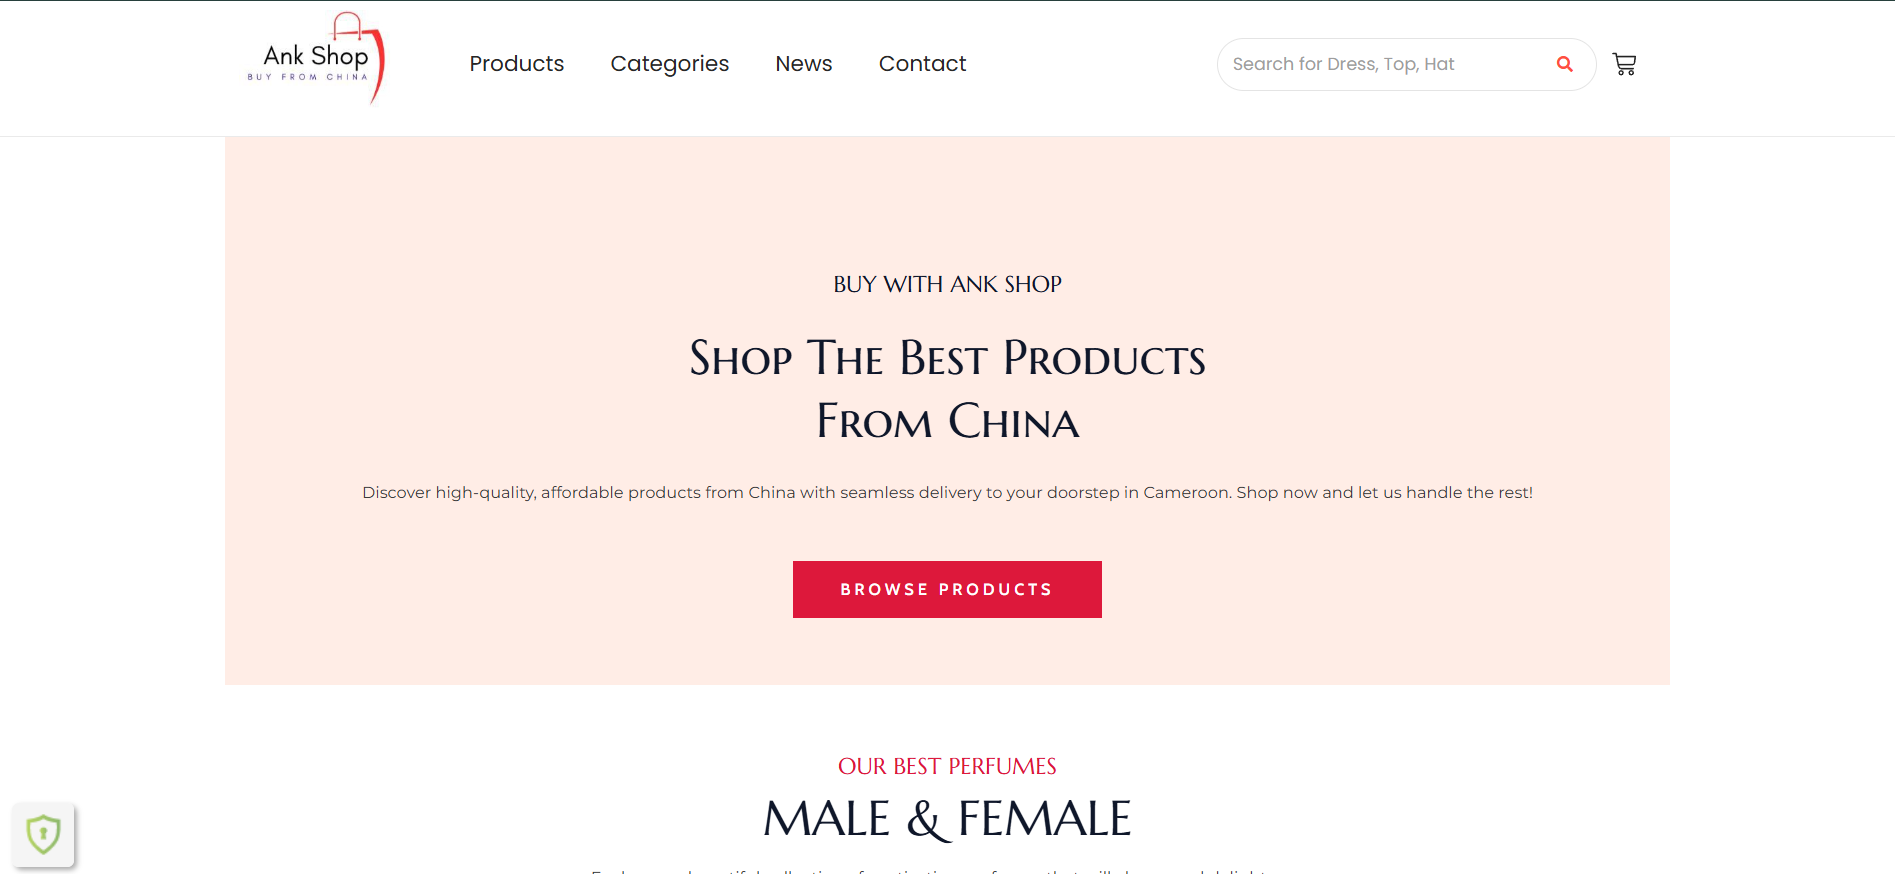 Ank Shop
BUY FROM CHINA
Products
Categories
News
Contact
Search for Dress, Top, Hat
BUY WITH ANK SHOP
Shop The Best Products
From China
Discover high-quality, affordable products from China with seamless delivery to your doorstep in Cameroon. Shop now and let us handle the rest!
BROWSE PRODUCTS
OUR BEST PERFUMES
MALE & FEMALE